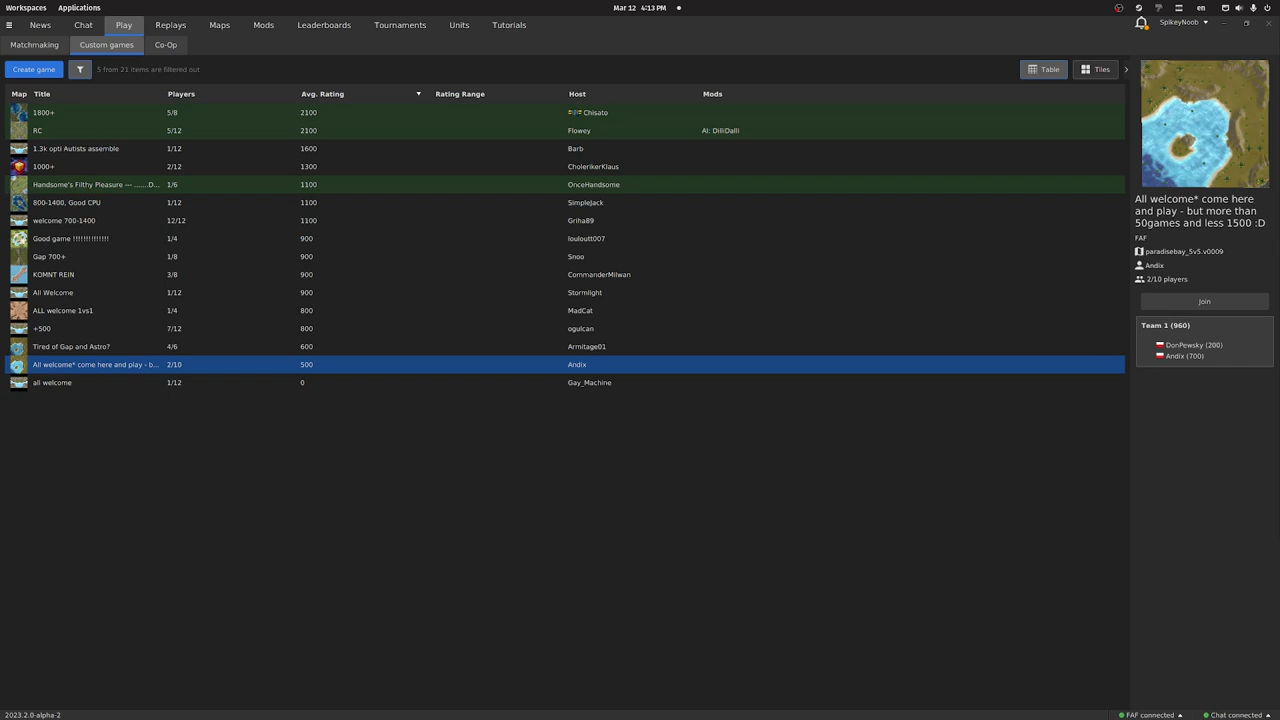 Workspaces Applications Mar 12 4:13 PM en
News Chat Play Replays Maps Mods Leaderboards Tournaments Units Tutorials SpikeyNoob
Matchmaking Custom games Co-Op
Create game 5 from 21 items are filtered out Table Tiles
Map Title Players Avg. Rating Rating Range Host Mods
1800+ 5/8 2100 Chisato
RC 5/12 2100 Flowey AI: DilliDalli
1.3k opti Autists assemble 1/12 1600 Barb
1000+ 2/12 1300 CholerikerKlaus
Handsome's Filthy Pleasure --- .......D... 1/6 1100 OnceHandsome
800-1400, Good CPU 1/12 1100 SimpleJack
welcome 700-1400 12/12 1100 Griha89
Good game !!!!!!!!!!!!!! 1/4 900 louloutt007
Gap 700+ 1/8 900 Snoo
KOMNT REIN 3/8 900 CommanderMilwan
All Welcome 1/12 900 Stormlight
ALL welcome 1vs1 1/4 800 MadCat
+500 7/12 800 ogulcan
Tired of Gap and Astro? 4/6 600 Armitage01
All welcome* come here and play - b... 2/10 500 Andix
all welcome 1/12 0 Gay_Machine
All welcome* come here
and play - but more than
50games and less 1500 :D
FAF
paradisebay_5v5.v0009
Andix
2/10 players
Join
Team 1 (960)
DonPewsky (200)
Andix (700)
2023.2.0-alpha-2 FAF connected Chat connected